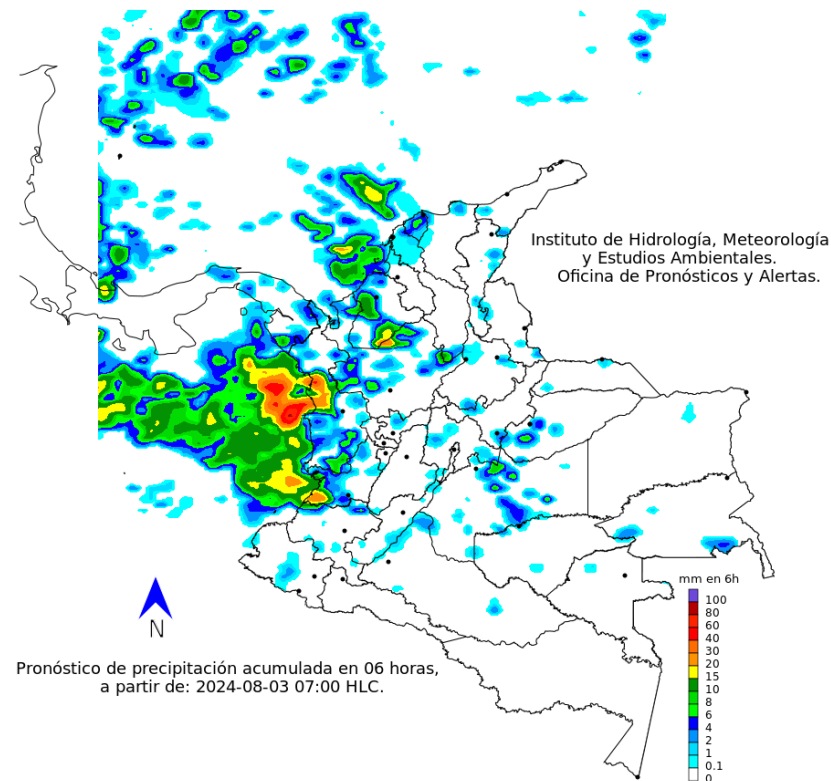 Instituto de Hidrología, Meteorología
y Estudios Ambientales.
Oficina de Pronósticos y Alertas.
mm en 6h
100
80
60
40
30
20
15
10
8
6
4
2
1
0.1
0
N
Pronóstico de precipitación acumulada en 06 horas,
a partir de: 2024-08-03 07:00 HLC.